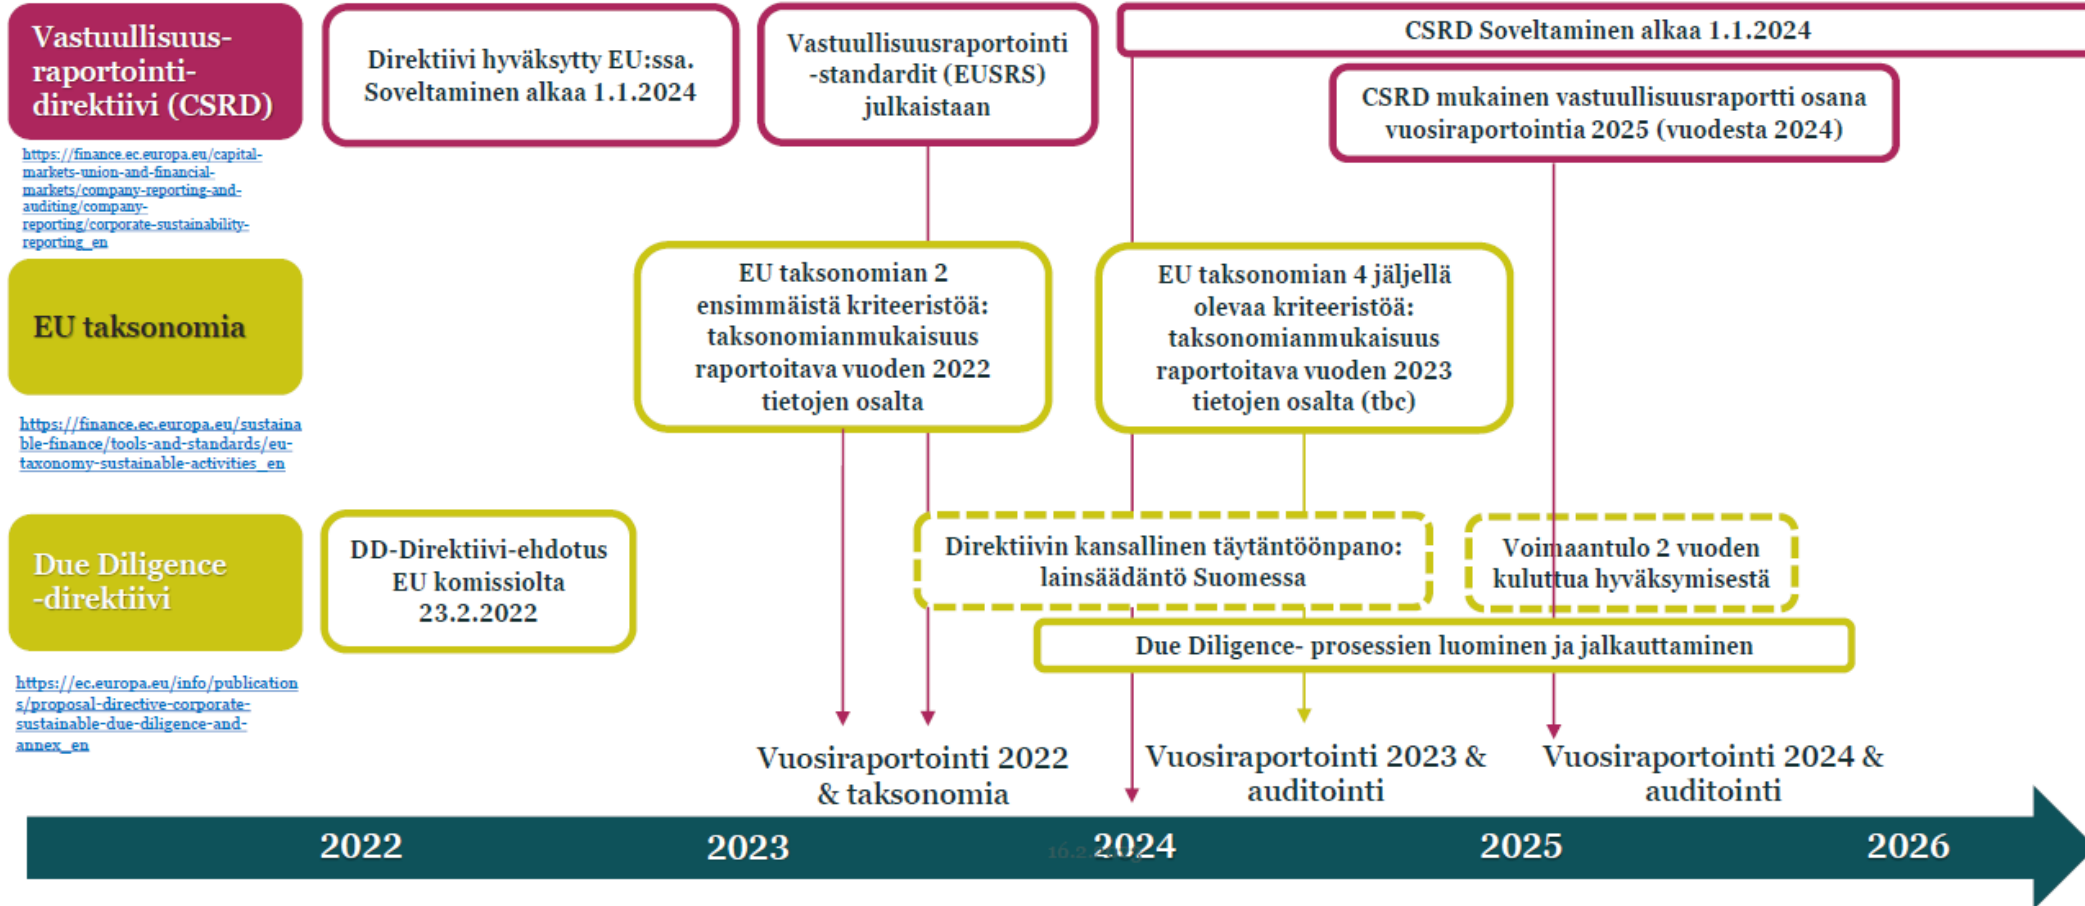 Vastuullisuus-
raportointi-
direktiivi (CSRD)
https://finance.ec.europa.eu/capital-
markets-union-and-financial-
markets/company-reporting-and-
auditing/company-
reporting/corporate-sustainability-
reporting_en
Direktiivi hyväksytty EU:ssa.
Soveltaminen alkaa 1.1.2024
Vastuullisuusraportointi
-standardit (EUSRS)
julkaistaan
CSRD Soveltaminen alkaa 1.1.2024
CSRD mukainen vastuullisuusraportti osana
vuosiraportointia 2025 (vuodesta 2024)
EU taksonomia
https://finance.ec.europa.eu/sustaina
ble-finance/tools-and-standards/eu-
taxonomy-sustainable-activities_en
EU taksonomian 2
ensimmäistä kriteeristöä:
taksonomianmukaisuus
raportoitava vuoden 2022
tietojen osalta
EU taksonomian 4 jäljellä
olevaa kriteeristöä:
taksonomianmukaisuus
raportoitava vuoden 2023
tietojen osalta (tbc)
Due Diligence
-direktiivi
https://ec.europa.eu/info/publication
s/proposal-directive-corporate-
sustainable-due-diligence-and-
annex_en
DD-Direktiivi-ehdotus
EU komissiolta
23.2.2022
Direktiivin kansallinen täytäntöönpano:
lainsäädäntö Suomessa
Voimaantulo 2 vuoden
kuluttua hyväksymisestä
Due Diligence- prosessien luominen ja jalkauttaminen
Vuosiraportointi 2022
& taksonomia
Vuosiraportointi 2023 &
auditointi
Vuosiraportointi 2024 &
auditointi
2022
2023
2024
2025
2026